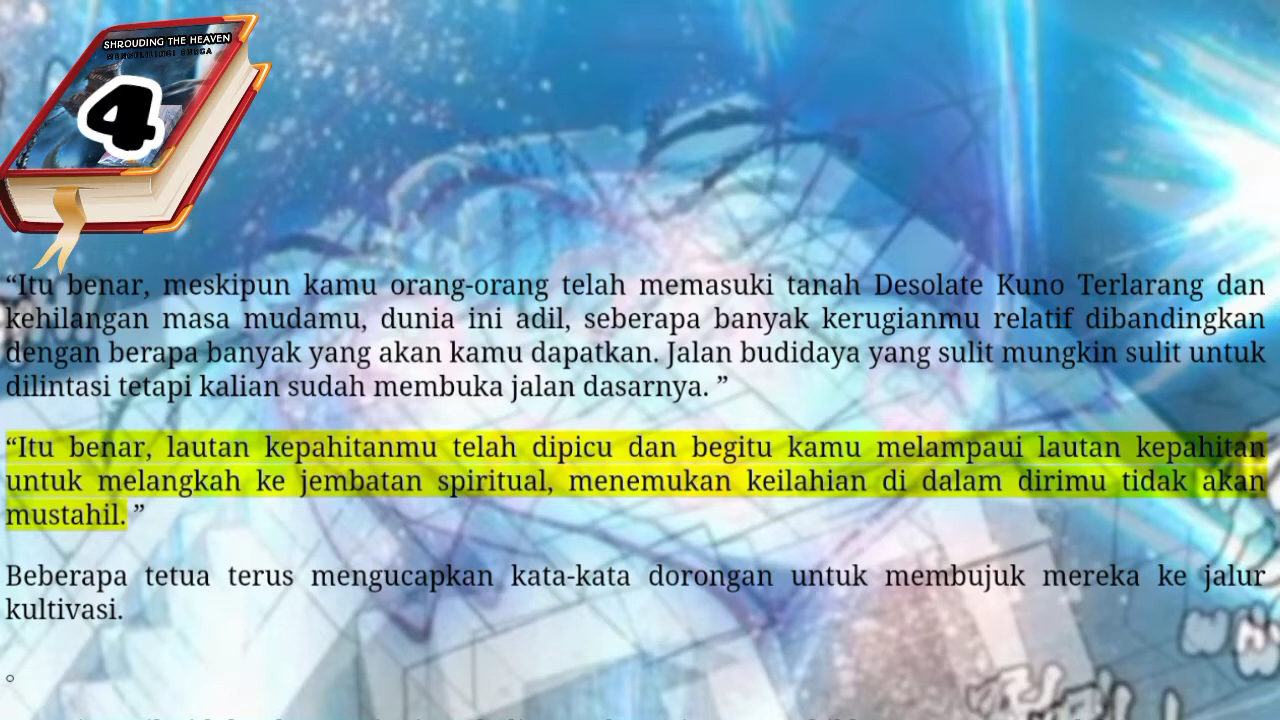 SHROUDING THE HEAVEN
4
“Itu benar, meskipun kamu orang-orang telah memasuki tanah Desolate Kuno Terlarang dan
kehilangan masa mudamu, dunia ini adil, seberapa banyak kerugianmu relatif dibandingkan
dengan berapa banyak yang akan kamu dapatkan. Jalan budidaya yang sulit mungkin sulit untuk
dilintasi tetapi kalian sudah membuka jalan dasarnya. ”
“Itu benar, lautan kepahitanmu telah dipicu dan begitu kamu melampaui lautan kepahitan
untuk melangkah ke jembatan spiritual, menemukan keilahian di dalam dirimu tidak akan
mustahil. ”
Beberapa tetua terus mengucapkan kata-kata dorongan untuk membujuk mereka ke jalur
kultivasi.